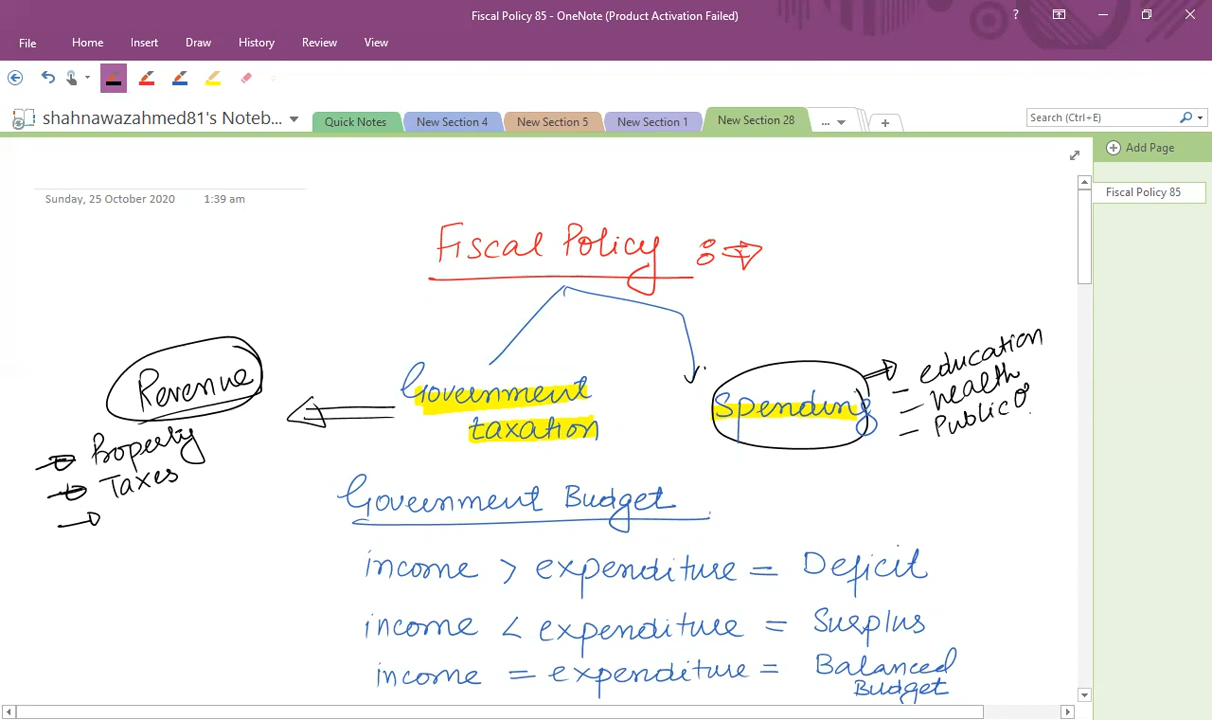 Fiscal Policy 85 - OneNote (Product Activation Failed)
?
File Home Insert Draw History Review View
shahnawazahmed81's Noteb...
Quick Notes
New Section 4
New Section 5
New Section 1
New Section 28
...
Search (Ctrl+E)
Add Page
Fiscal Policy 85
Sunday, 25 October 2020 1:39 am
Fiscal Policy :→
Revenue
Property
Taxes
Government
taxation
Spending
education
health
Public
Government Budget
income > expenditure = Deficit
income < expenditure = Surplus
income = expenditure = Balanced
Budget